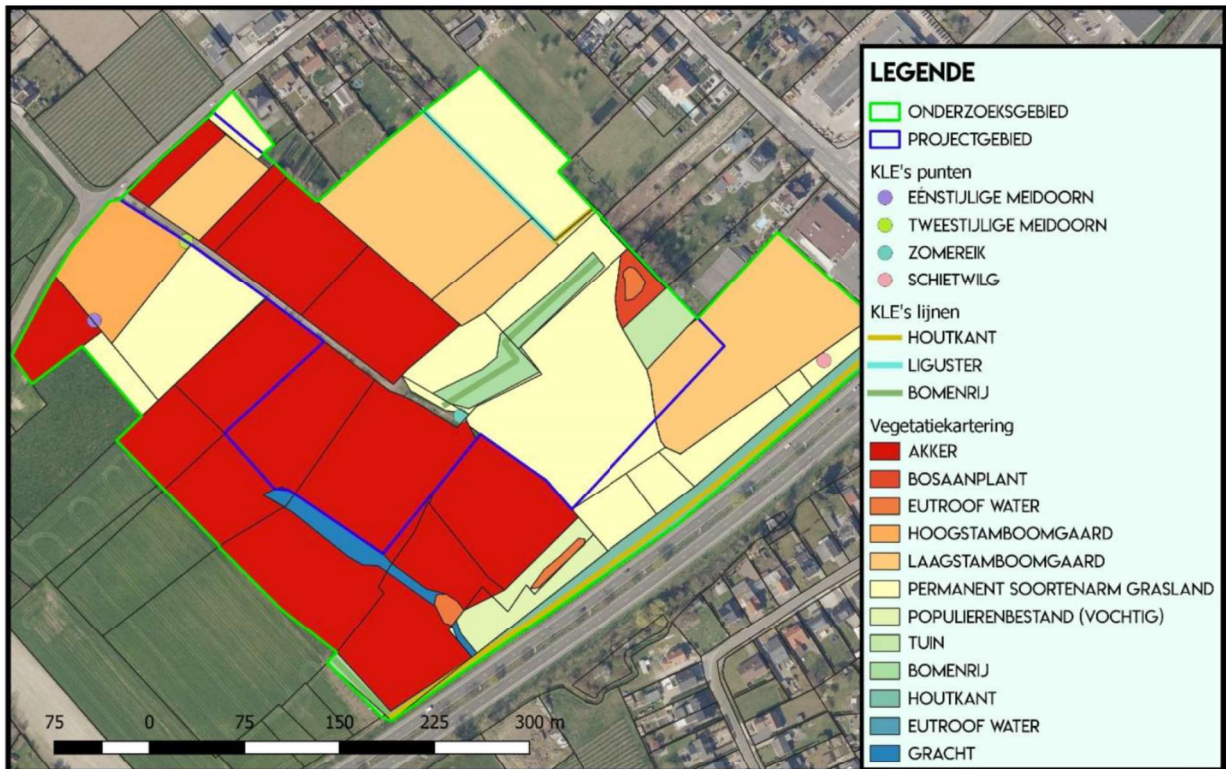 LEGENDE
ONDERZOEKSGEBIED
PROJECTGEBIED
KLE's punten
EÉNSTIJLIGE MEIDOORN
TWEESTIJLIGE MEIDOORN
ZOMEREIK
SCHIETWILG
KLE's lijnen
HOUTKANT
LIGUSTER
BOMENRIJ
Vegetatiekartering
AKKER
BOSAANPLANT
EUTROOF WATER
HOOGSTAMBOOMGAARD
LAAGSTAMBOOMGAARD
PERMANENT SOORTENARM GRASLAND
POPULIERENBESTAND (VOCHTIG)
TUIN
BOMENRIJ
HOUTKANT
EUTROOF WATER
GRACHT
75 0 75 150 225 300 m